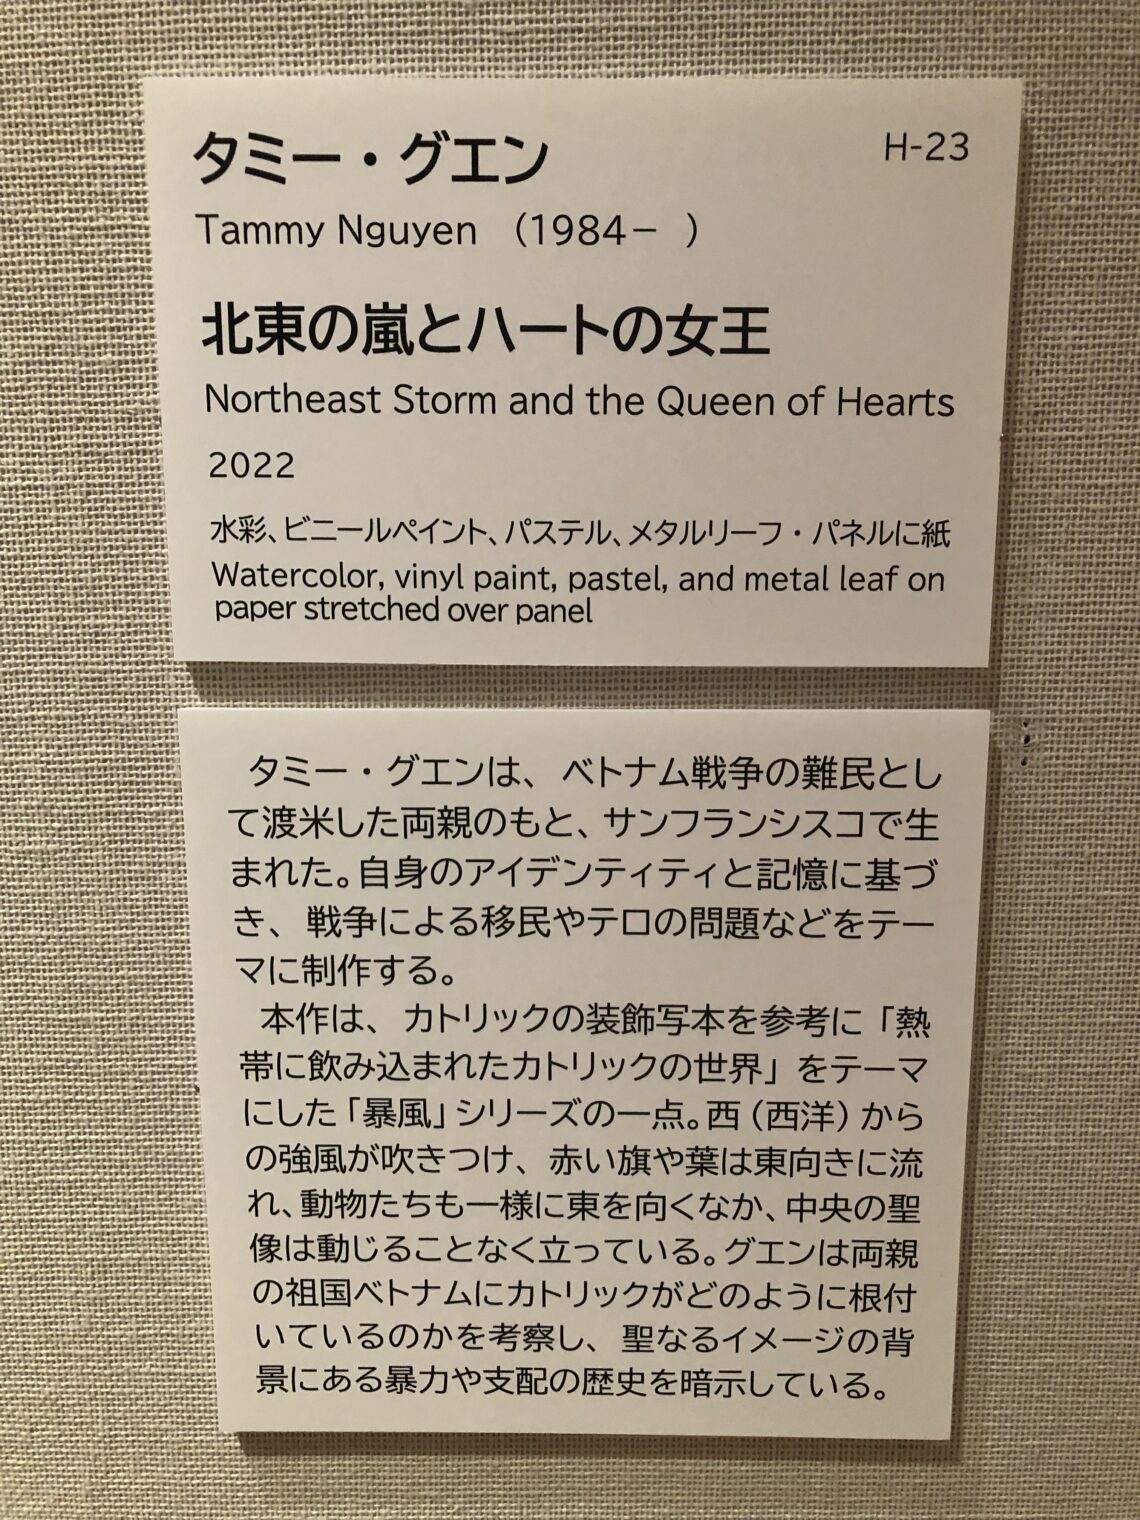 タミー・グエン
H-23
Tammy Nguyen （1984－　）
北東の嵐とハートの女王
Northeast Storm and the Queen of Hearts
2022
水彩、ビニールペイント、パステル、メタルリーフ・パネルに紙
Watercolor, vinyl paint, pastel, and metal leaf on
paper stretched over panel
タミー・グエンは、ベトナム戦争の難民とし
て渡米した両親のもと、サンフランシスコで生
まれた。自身のアイデンティティと記憶に基づ
き、戦争による移民やテロの問題などをテー
マに制作する。
本作は、カトリックの装飾写本を参考に「熱
帯に飲み込まれたカトリックの世界」をテーマ
にした「暴風」シリーズの一点。西（西洋）から
の強風が吹きつけ、赤い旗や葉は東向きに流
れ、動物たちも一様に東を向くなか、中央の聖
像は動じることなく立っている。グエンは両親
の祖国ベトナムにカトリックがどのように根付
いているのかを考察し、聖なるイメージの背
景にある暴力や支配の歴史を暗示している。